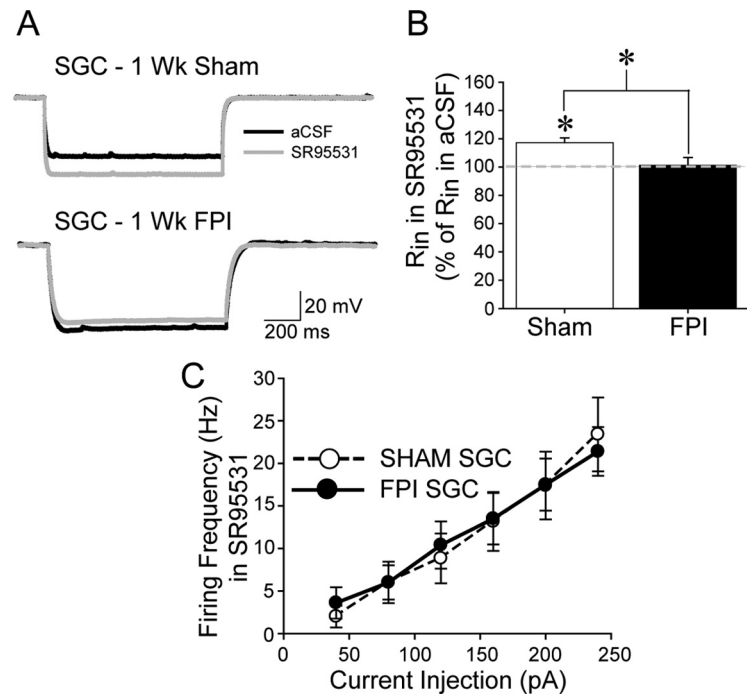 A
SGC - 1 Wk Sham
aCSF
SR95531
SGC - 1 Wk FPI
20 mV
200 ms
B
*
*
Rin in SR95531
(% of Rin in aCSF)
160
140
120
100
80
60
40
20
0
Sham
FPI
C
Firing Frequency (Hz)
in SR95531
30
25
20
15
10
5
0
SHAM SGC
FPI SGC
0 50 100 150 200 250
Current Injection (pA)